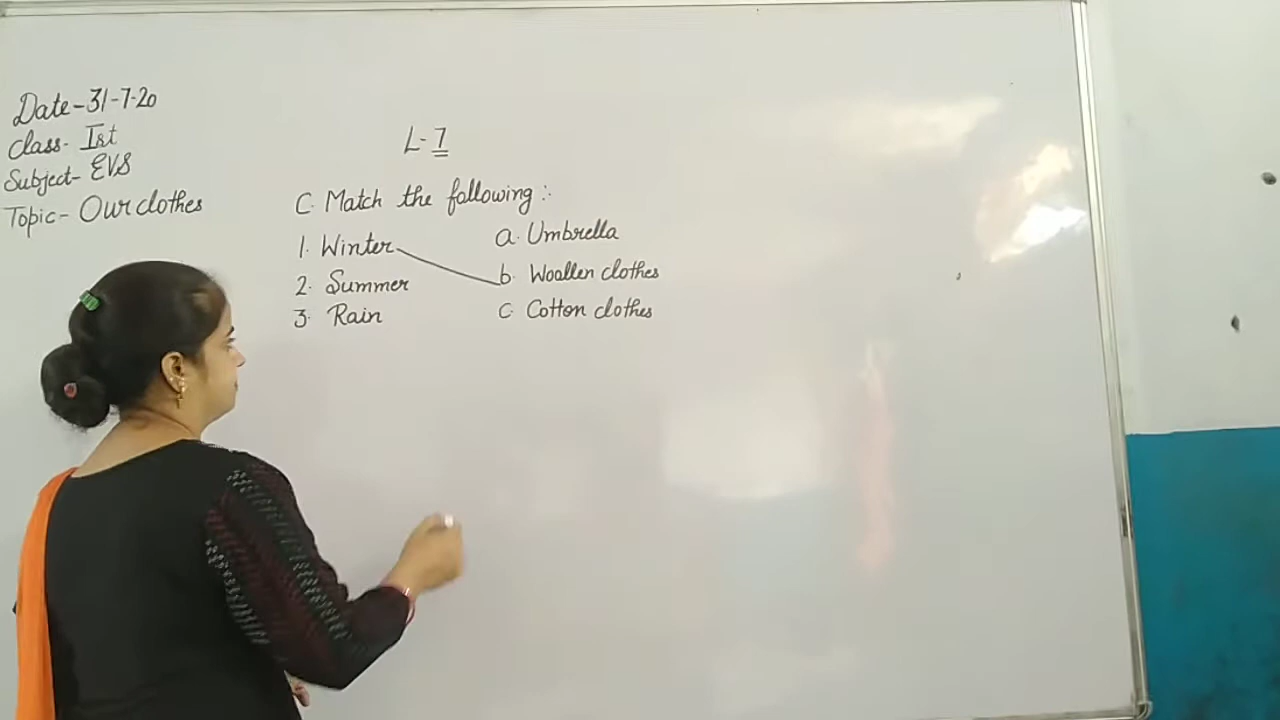 Date-31-7-20
Class- Ist
Subject- EVS
Topic- Our clothes
L-7
C. Match the following :-
1. Winter a. Umbrella
2. Summer b. Woollen clothes
3. Rain c. Cotton clothes